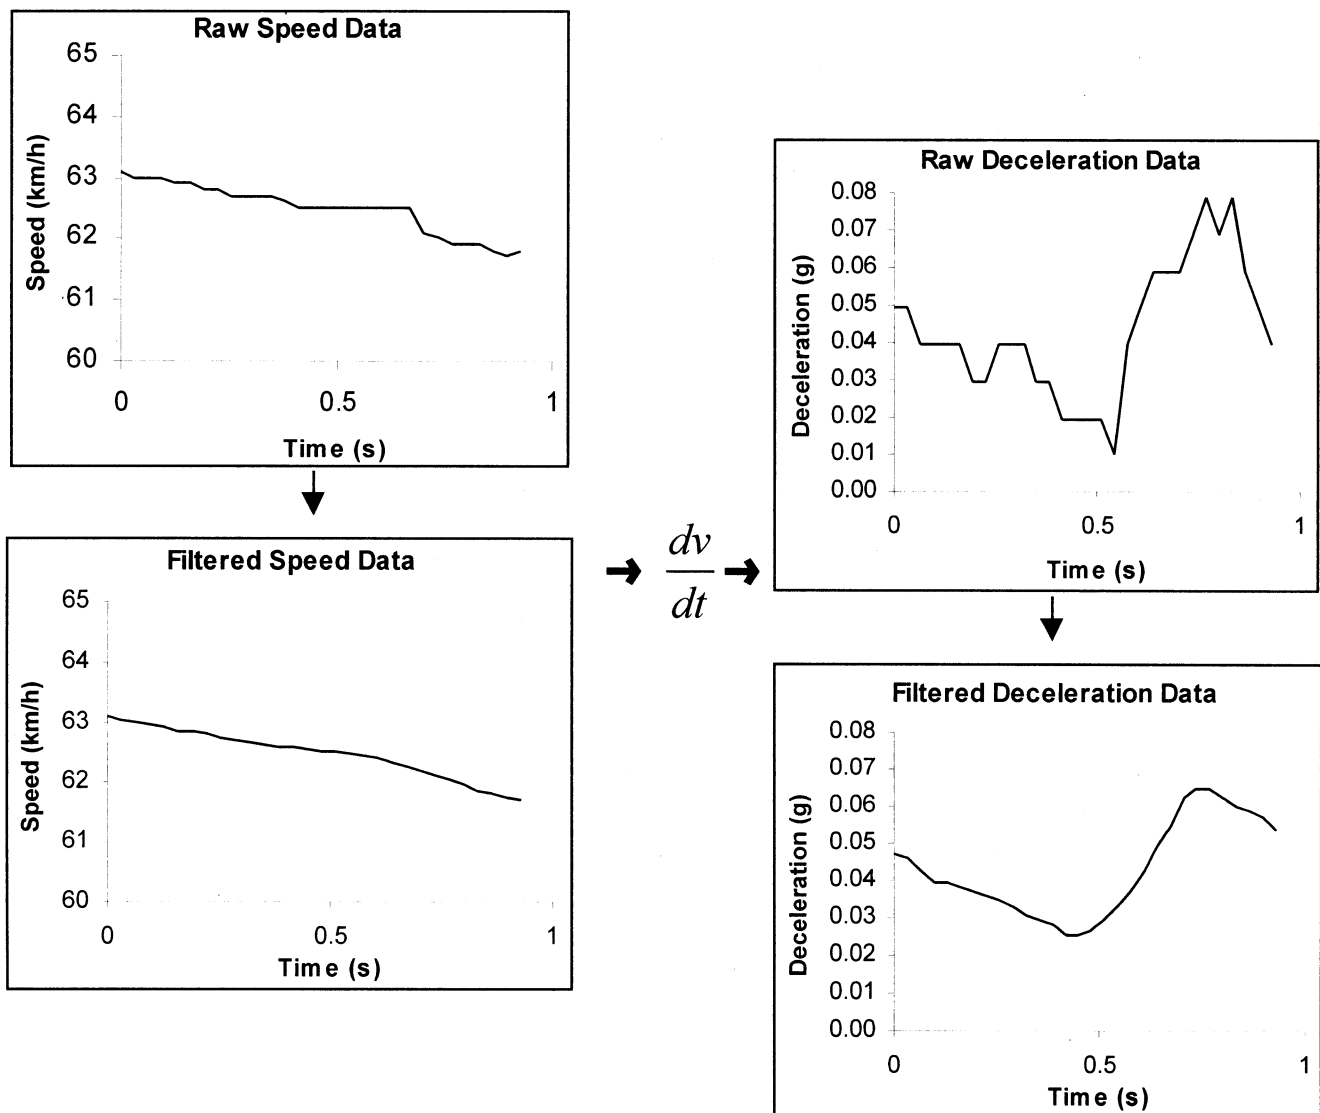 Raw Speed Data
65
64
63
62
61
60
Speed (km/h)
0 0.5 1
Time (s)
Filtered Speed Data
65
64
63
62
61
60
Speed (km/h)
0 0.5 1
Time (s)
dv
dt
Raw Deceleration Data
0.08
0.07
0.06
0.05
0.04
0.03
0.02
0.01
0.00
Deceleration (g)
0 0.5 1
Time (s)
Filtered Deceleration Data
0.08
0.07
0.06
0.05
0.04
0.03
0.02
0.01
0.00
Deceleration (g)
0 0.5 1
Time (s)